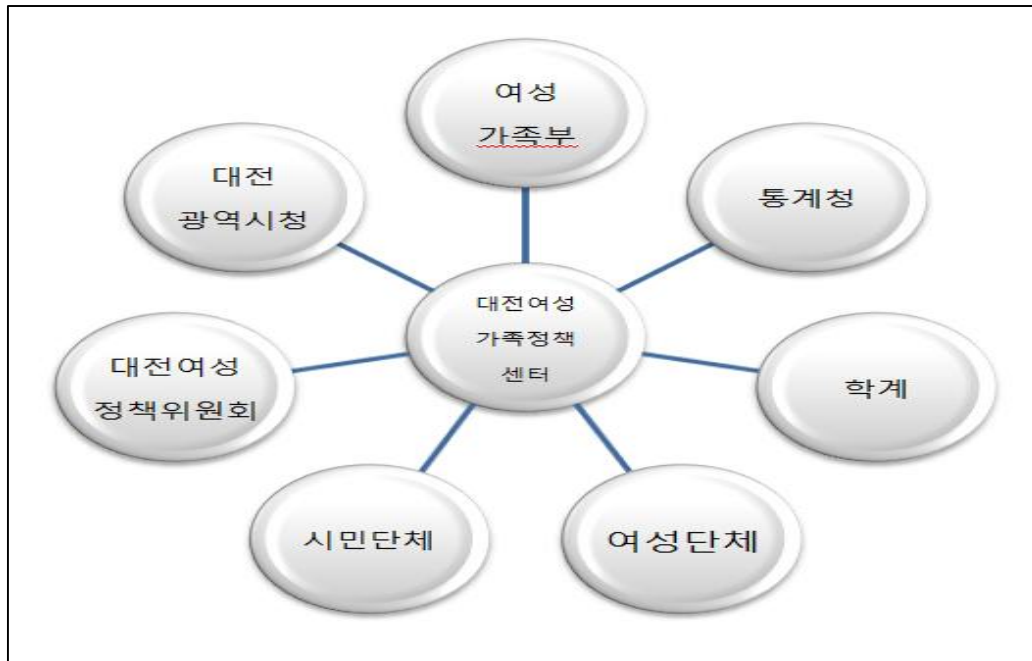 여성
가족부
대전
광역시청
통계청
대전여성
가족정책
센터
대전여성
정책위원회
학계
시민단체
여성단체